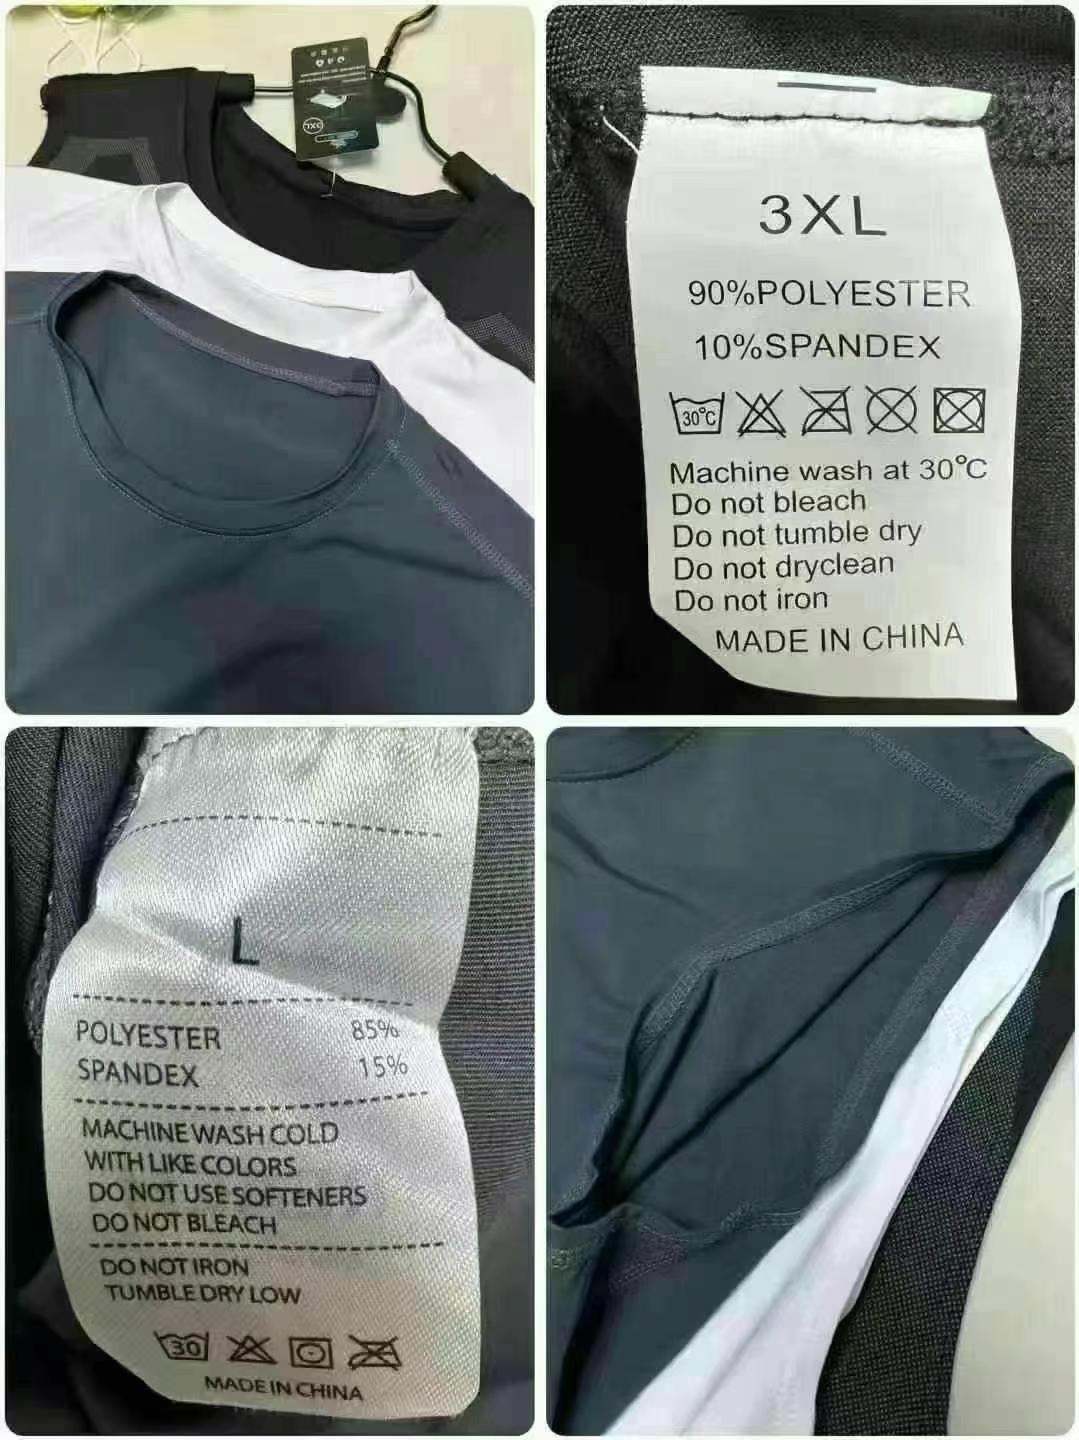 3XL
3XL
90%POLYESTER
10%SPANDEX
30°C
Machine wash at 30°C
Do not bleach
Do not tumble dry
Do not dryclean
Do not iron
MADE IN CHINA
L
POLYESTER 85%
SPANDEX 15%
MACHINE WASH COLD
WITH LIKE COLORS
DO NOT USE SOFTENERS
DO NOT BLEACH
DO NOT IRON
TUMBLE DRY LOW
30
MADE IN CHINA